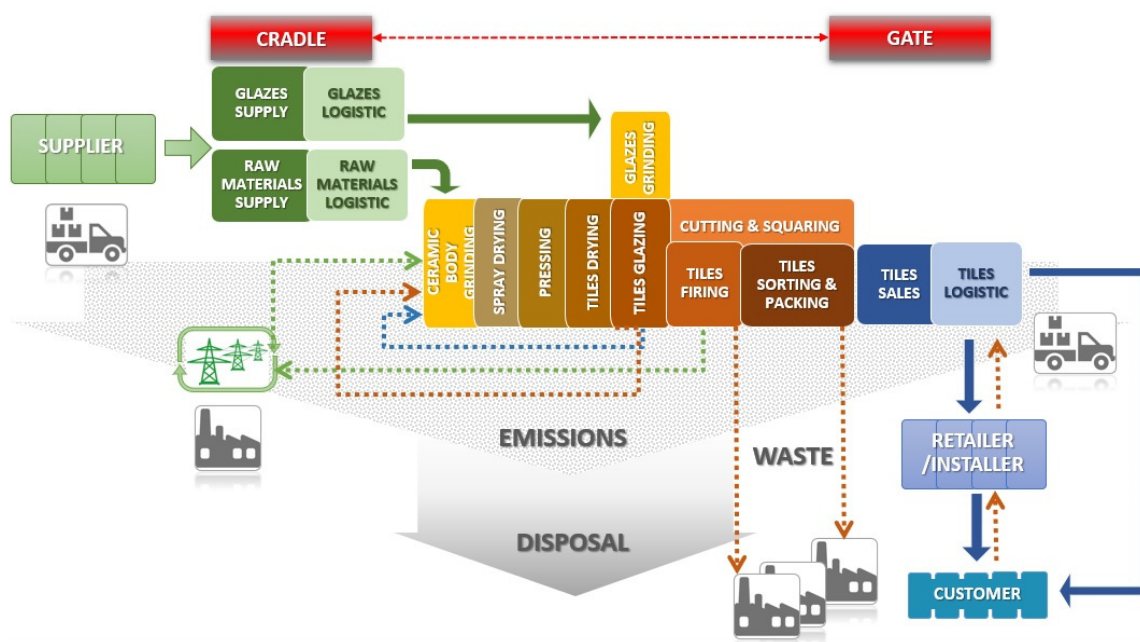 CRADLE
GATE
GLAZES
SUPPLY
GLAZES
LOGISTIC
SUPPLIER
RAW
MATERIALS
SUPPLY
RAW
MATERIALS
LOGISTIC
GLAZES
GRINDING
CERAMIC
BODY
GRINDING
SPRAY DRYING
PRESSING
TILES DRYING
TILES GLAZING
CUTTING & SQUARING
TILES
FIRING
TILES
SORTING &
PACKING
TILES
SALES
TILES
LOGISTIC
EMISSIONS
WASTE
RETAILER
/INSTALLER
DISPOSAL
CUSTOMER